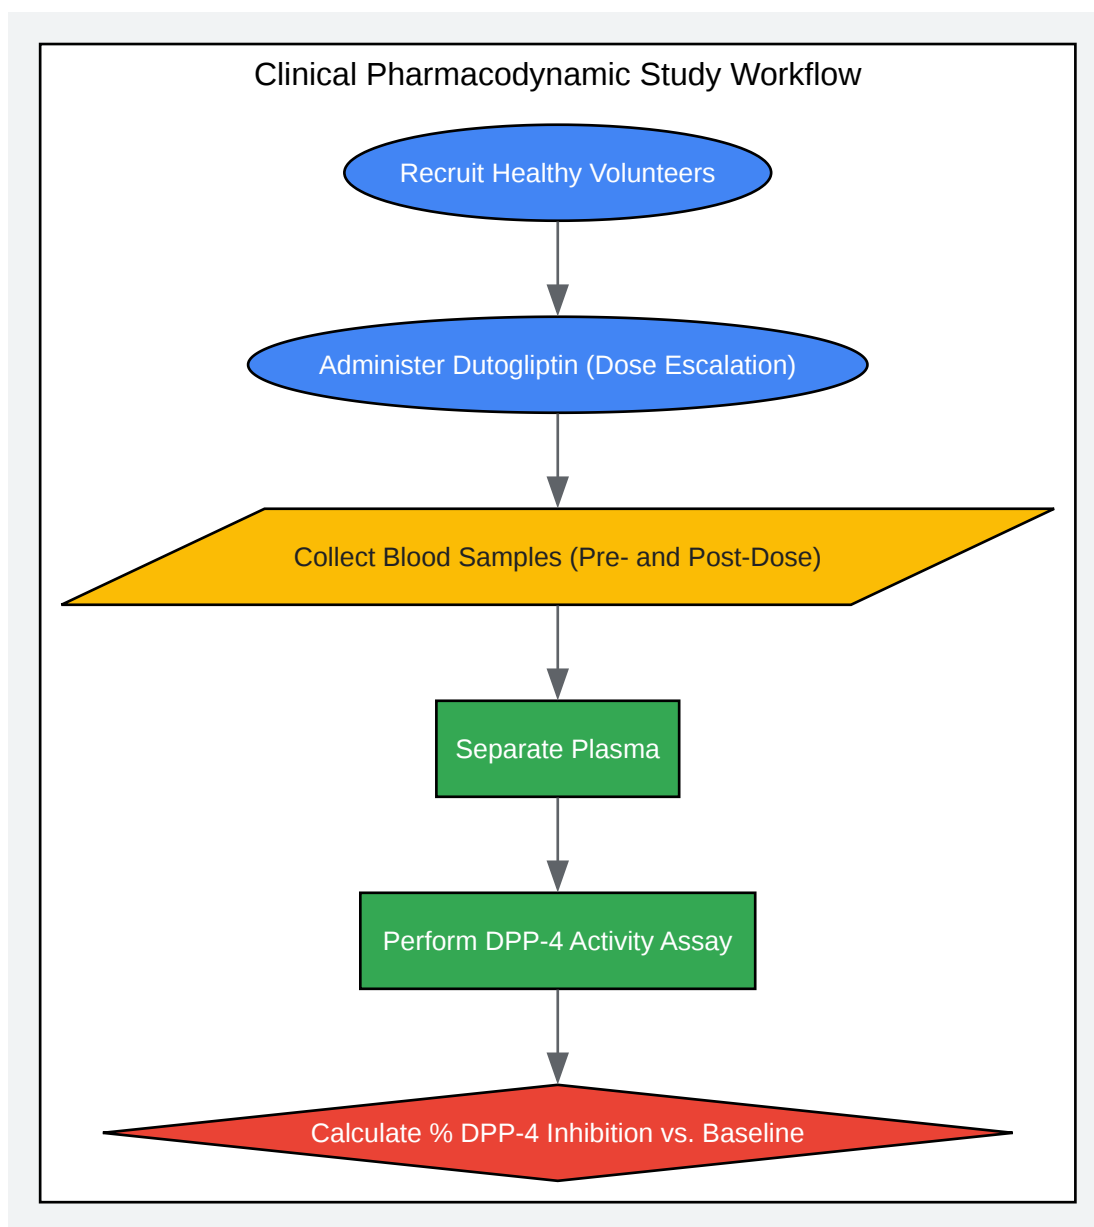 Clinical Pharmacodynamic Study Workflow
Recruit Healthy Volunteers
Administer Dutogliptin (Dose Escalation)
Collect Blood Samples (Pre- and Post-Dose)
Separate Plasma
Perform DPP-4 Activity Assay
Calculate % DPP-4 Inhibition vs. Baseline